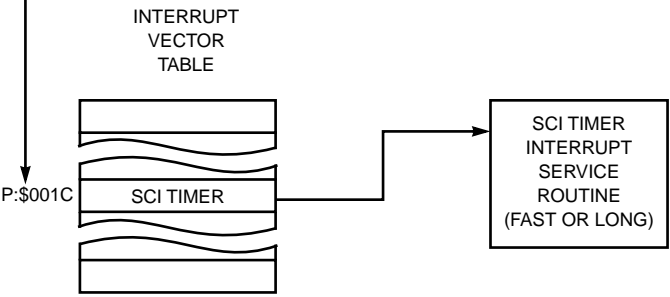 INTERRUPT
VECTOR
TABLE
P:$001C
SCI TIMER
SCI TIMER
INTERRUPT
SERVICE
ROUTINE
(FAST OR LONG)